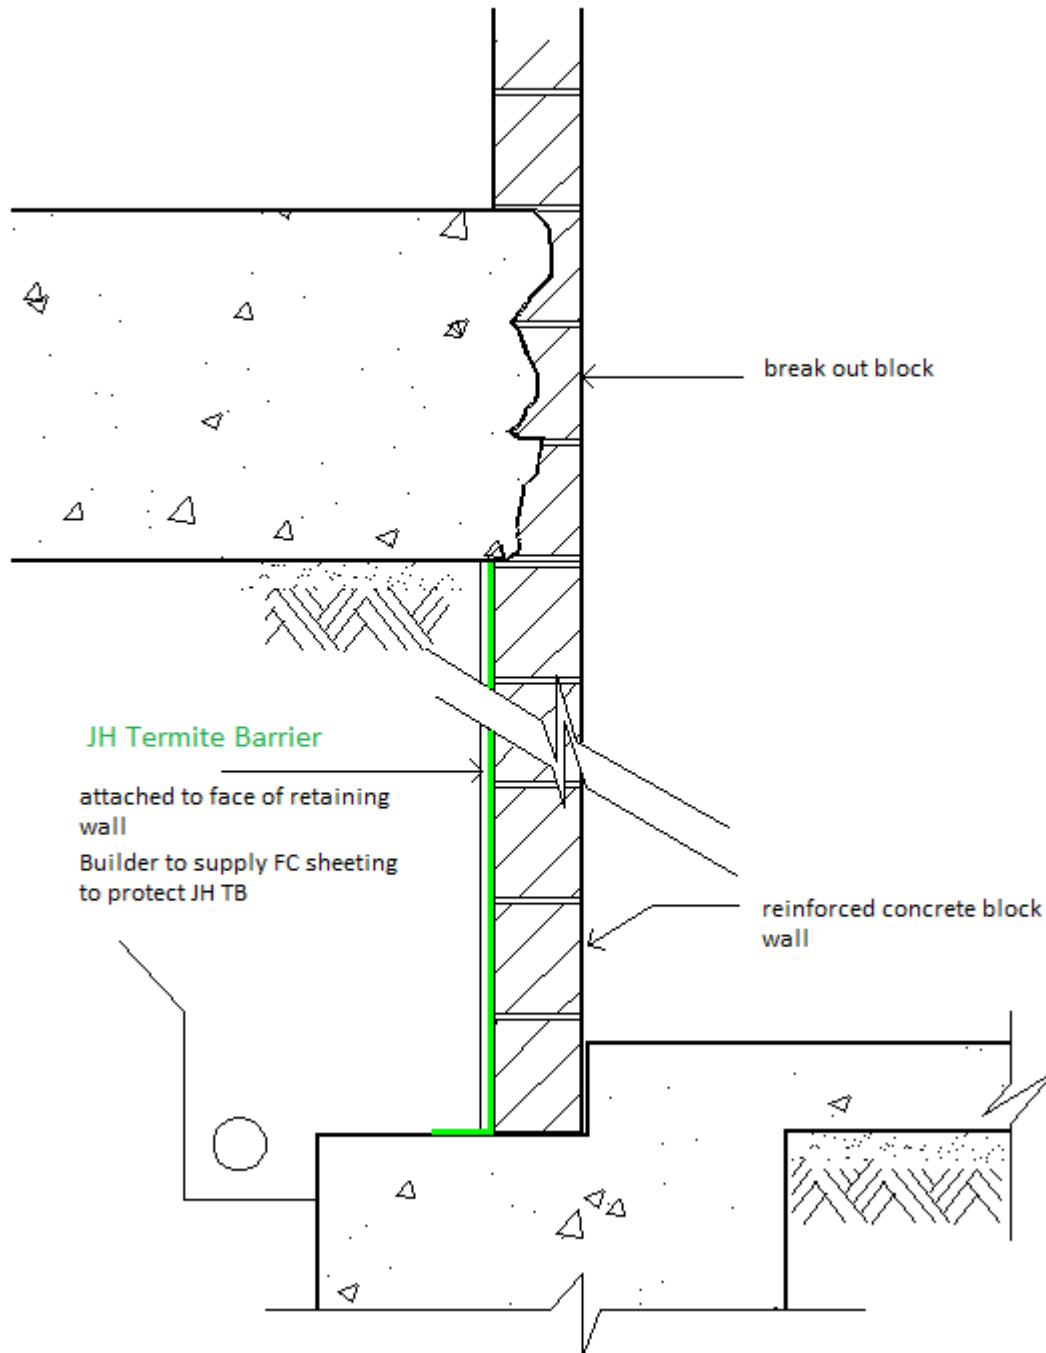 break out block
JH Termite Barrier
attached to face of retaining
wall
Builder to supply FC sheeting
to protect JH TB
reinforced concrete block
wall